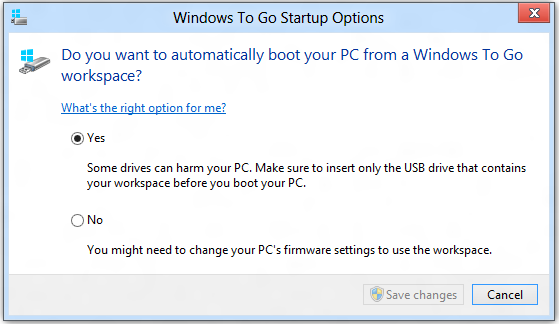 Windows To Go Startup Options
Do you want to automatically boot your PC from a Windows To Go
workspace?
What's the right option for me?
Yes
Some drives can harm your PC. Make sure to insert only the USB drive that contains
your workspace before you boot your PC.
No
You might need to change your PC's firmware settings to use the workspace.
Save changes
Cancel